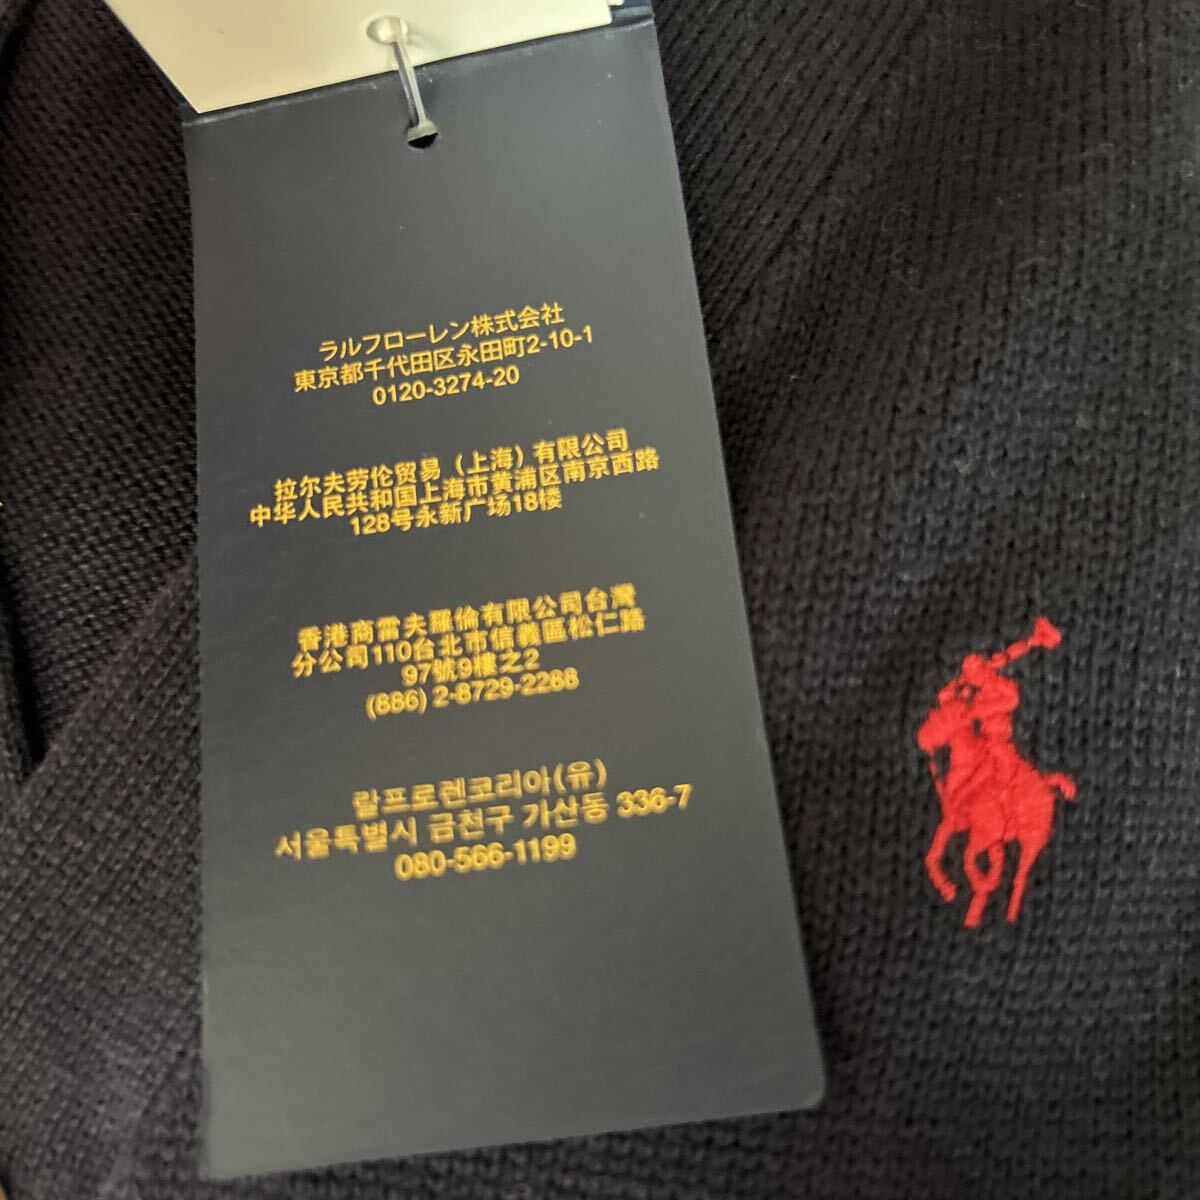 ラルフローレン株式会社
東京都千代田区永田町2-10-1
0120-3274-20
拉尔夫劳伦贸易（上海）有限公司
中华人民共和国上海市黄浦区南京西路
128号永新广场18楼
香港商雷夫羅倫有限公司台灣
分公司110台北市信義區松仁路
97號9樓之2
(886) 2-8729-2288
랄프로렌코리아(유)
서울특별시 금천구 가산동 336-7
080-566-1199